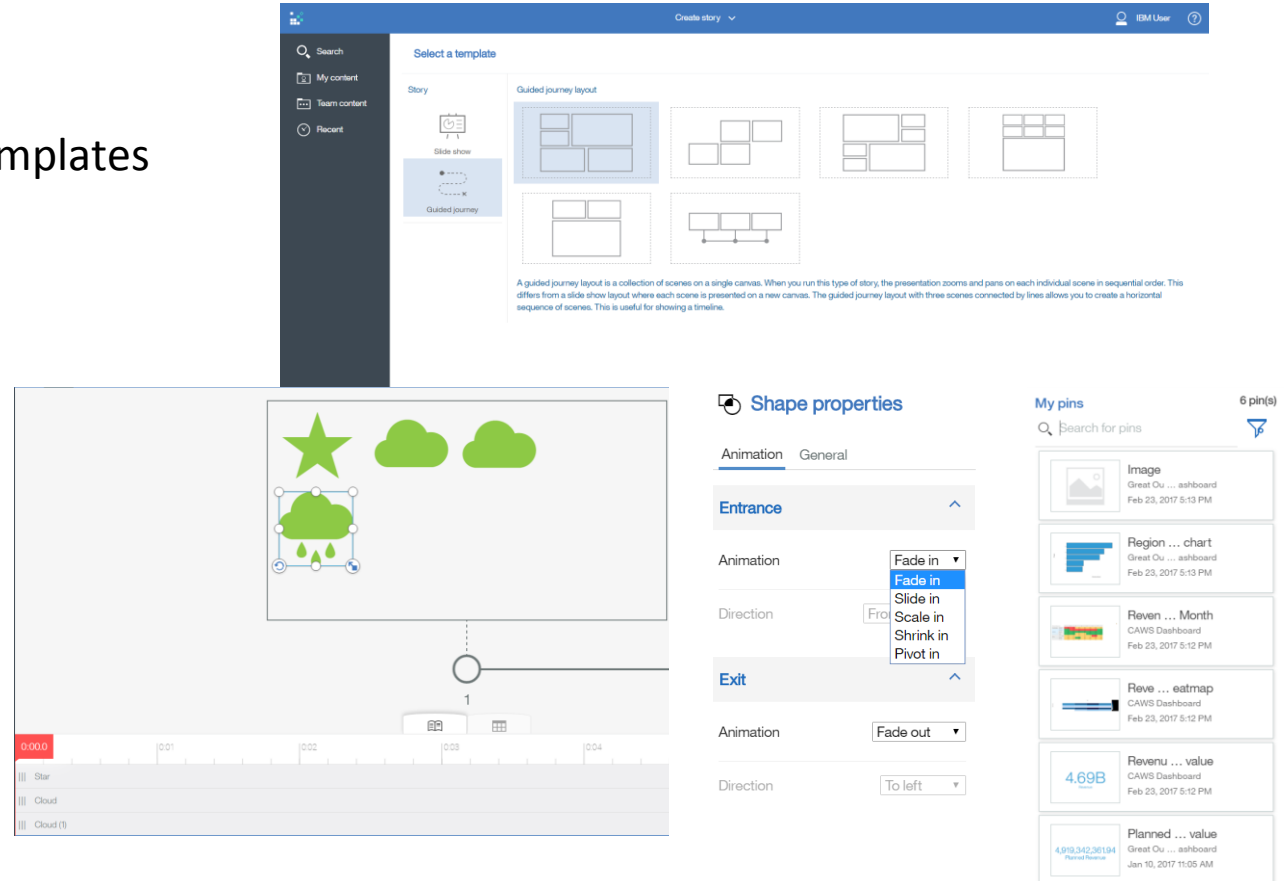 Create story
IBM User
?
Search
My content
Team content
Recent
Select a template
Story
Slide show
Guided journey
Guided journey layout
A guided journey layout is a collection of scenes on a single canvas. When you run this type of story, the presentation zooms and pans on each individual scene in sequential order. This
differs from a slide show layout where each scene is presented on a new canvas. The guided journey layout with three scenes connected by lines allows you to create a horizontal
sequence of scenes. This is useful for showing a timeline.
mplates
1
0:00.0
0:01
0:02
0:03
0:04
Star
Cloud
Cloud (1)
Shape properties
Animation General
Entrance
Animation Fade in
Fade in
Slide in
Scale in
Shrink in
Pivot in
Direction Fro
Exit
Animation Fade out
Direction To left
My pins 6 pin(s)
Search for pins
Image
Great Ou ... ashboard
Feb 23, 2017 5:13 PM
Region ... chart
Great Ou ... ashboard
Feb 23, 2017 5:13 PM
Reven ... Month
CAWS Dashboard
Feb 23, 2017 5:12 PM
Reve ... eatmap
CAWS Dashboard
Feb 23, 2017 5:12 PM
4.69B
Revenu ... value
CAWS Dashboard
Feb 23, 2017 5:12 PM
4,919,342,361.94
Planned Revenue
Planned ... value
Great Ou ... ashboard
Jan 10, 2017 11:05 AM